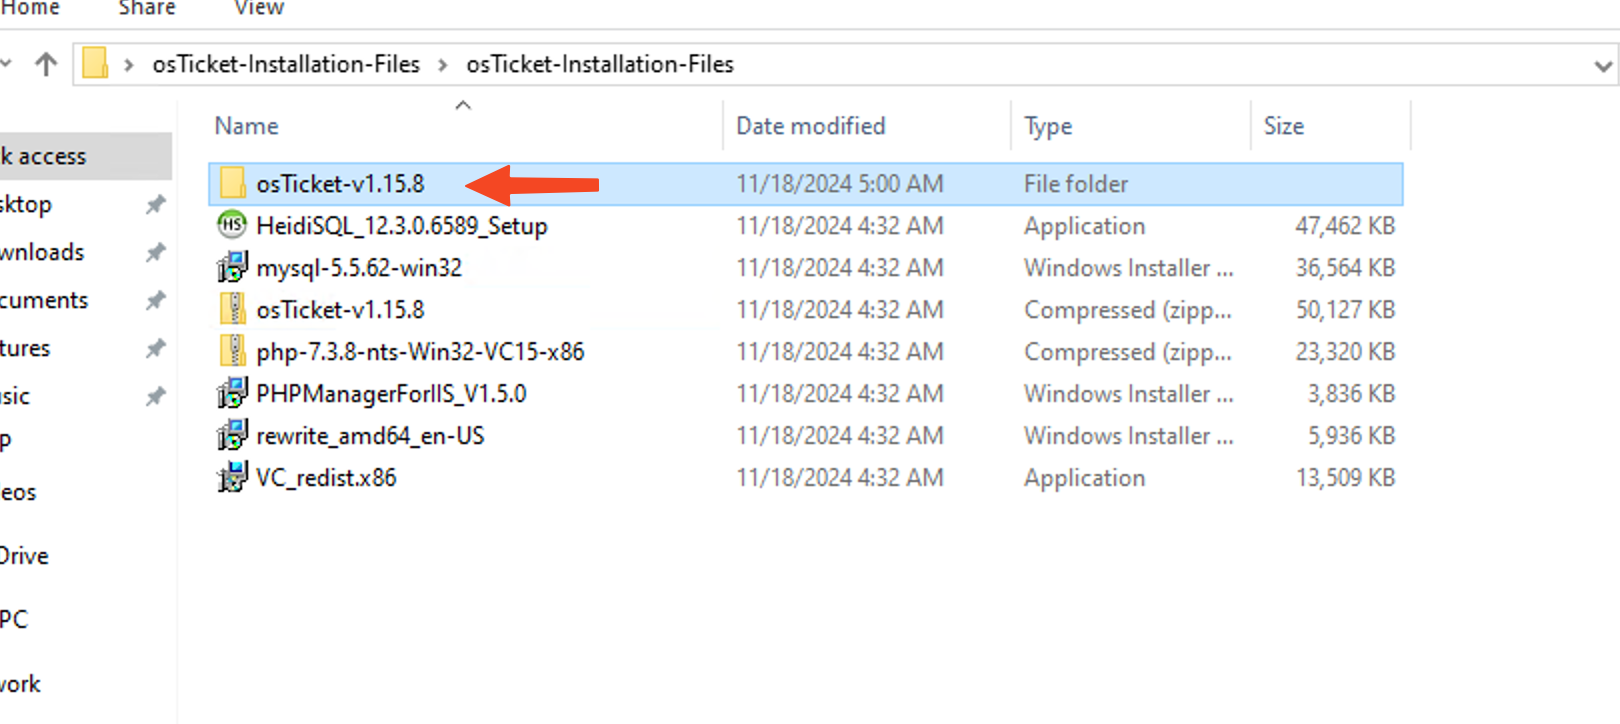 Home Share View
osTicket-Installation-Files > osTicket-Installation-Files
Name Date modified Type Size
k access
sktop
wnloads
cuments
tures
sic
P
eos
Drive
PC
work
osTicket-v1.15.8 11/18/2024 5:00 AM File folder
HS HeidiSQL_12.3.0.6589_Setup 11/18/2024 4:32 AM Application 47,462 KB
mysql-5.5.62-win32 11/18/2024 4:32 AM Windows Installer ... 36,564 KB
osTicket-v1.15.8 11/18/2024 4:32 AM Compressed (zipp... 50,127 KB
php-7.3.8-nts-Win32-VC15-x86 11/18/2024 4:32 AM Compressed (zipp... 23,320 KB
PHPManagerForIIS_V1.5.0 11/18/2024 4:32 AM Windows Installer ... 3,836 KB
rewrite_amd64_en-US 11/18/2024 4:32 AM Windows Installer ... 5,936 KB
VC_redist.x86 11/18/2024 4:32 AM Application 13,509 KB